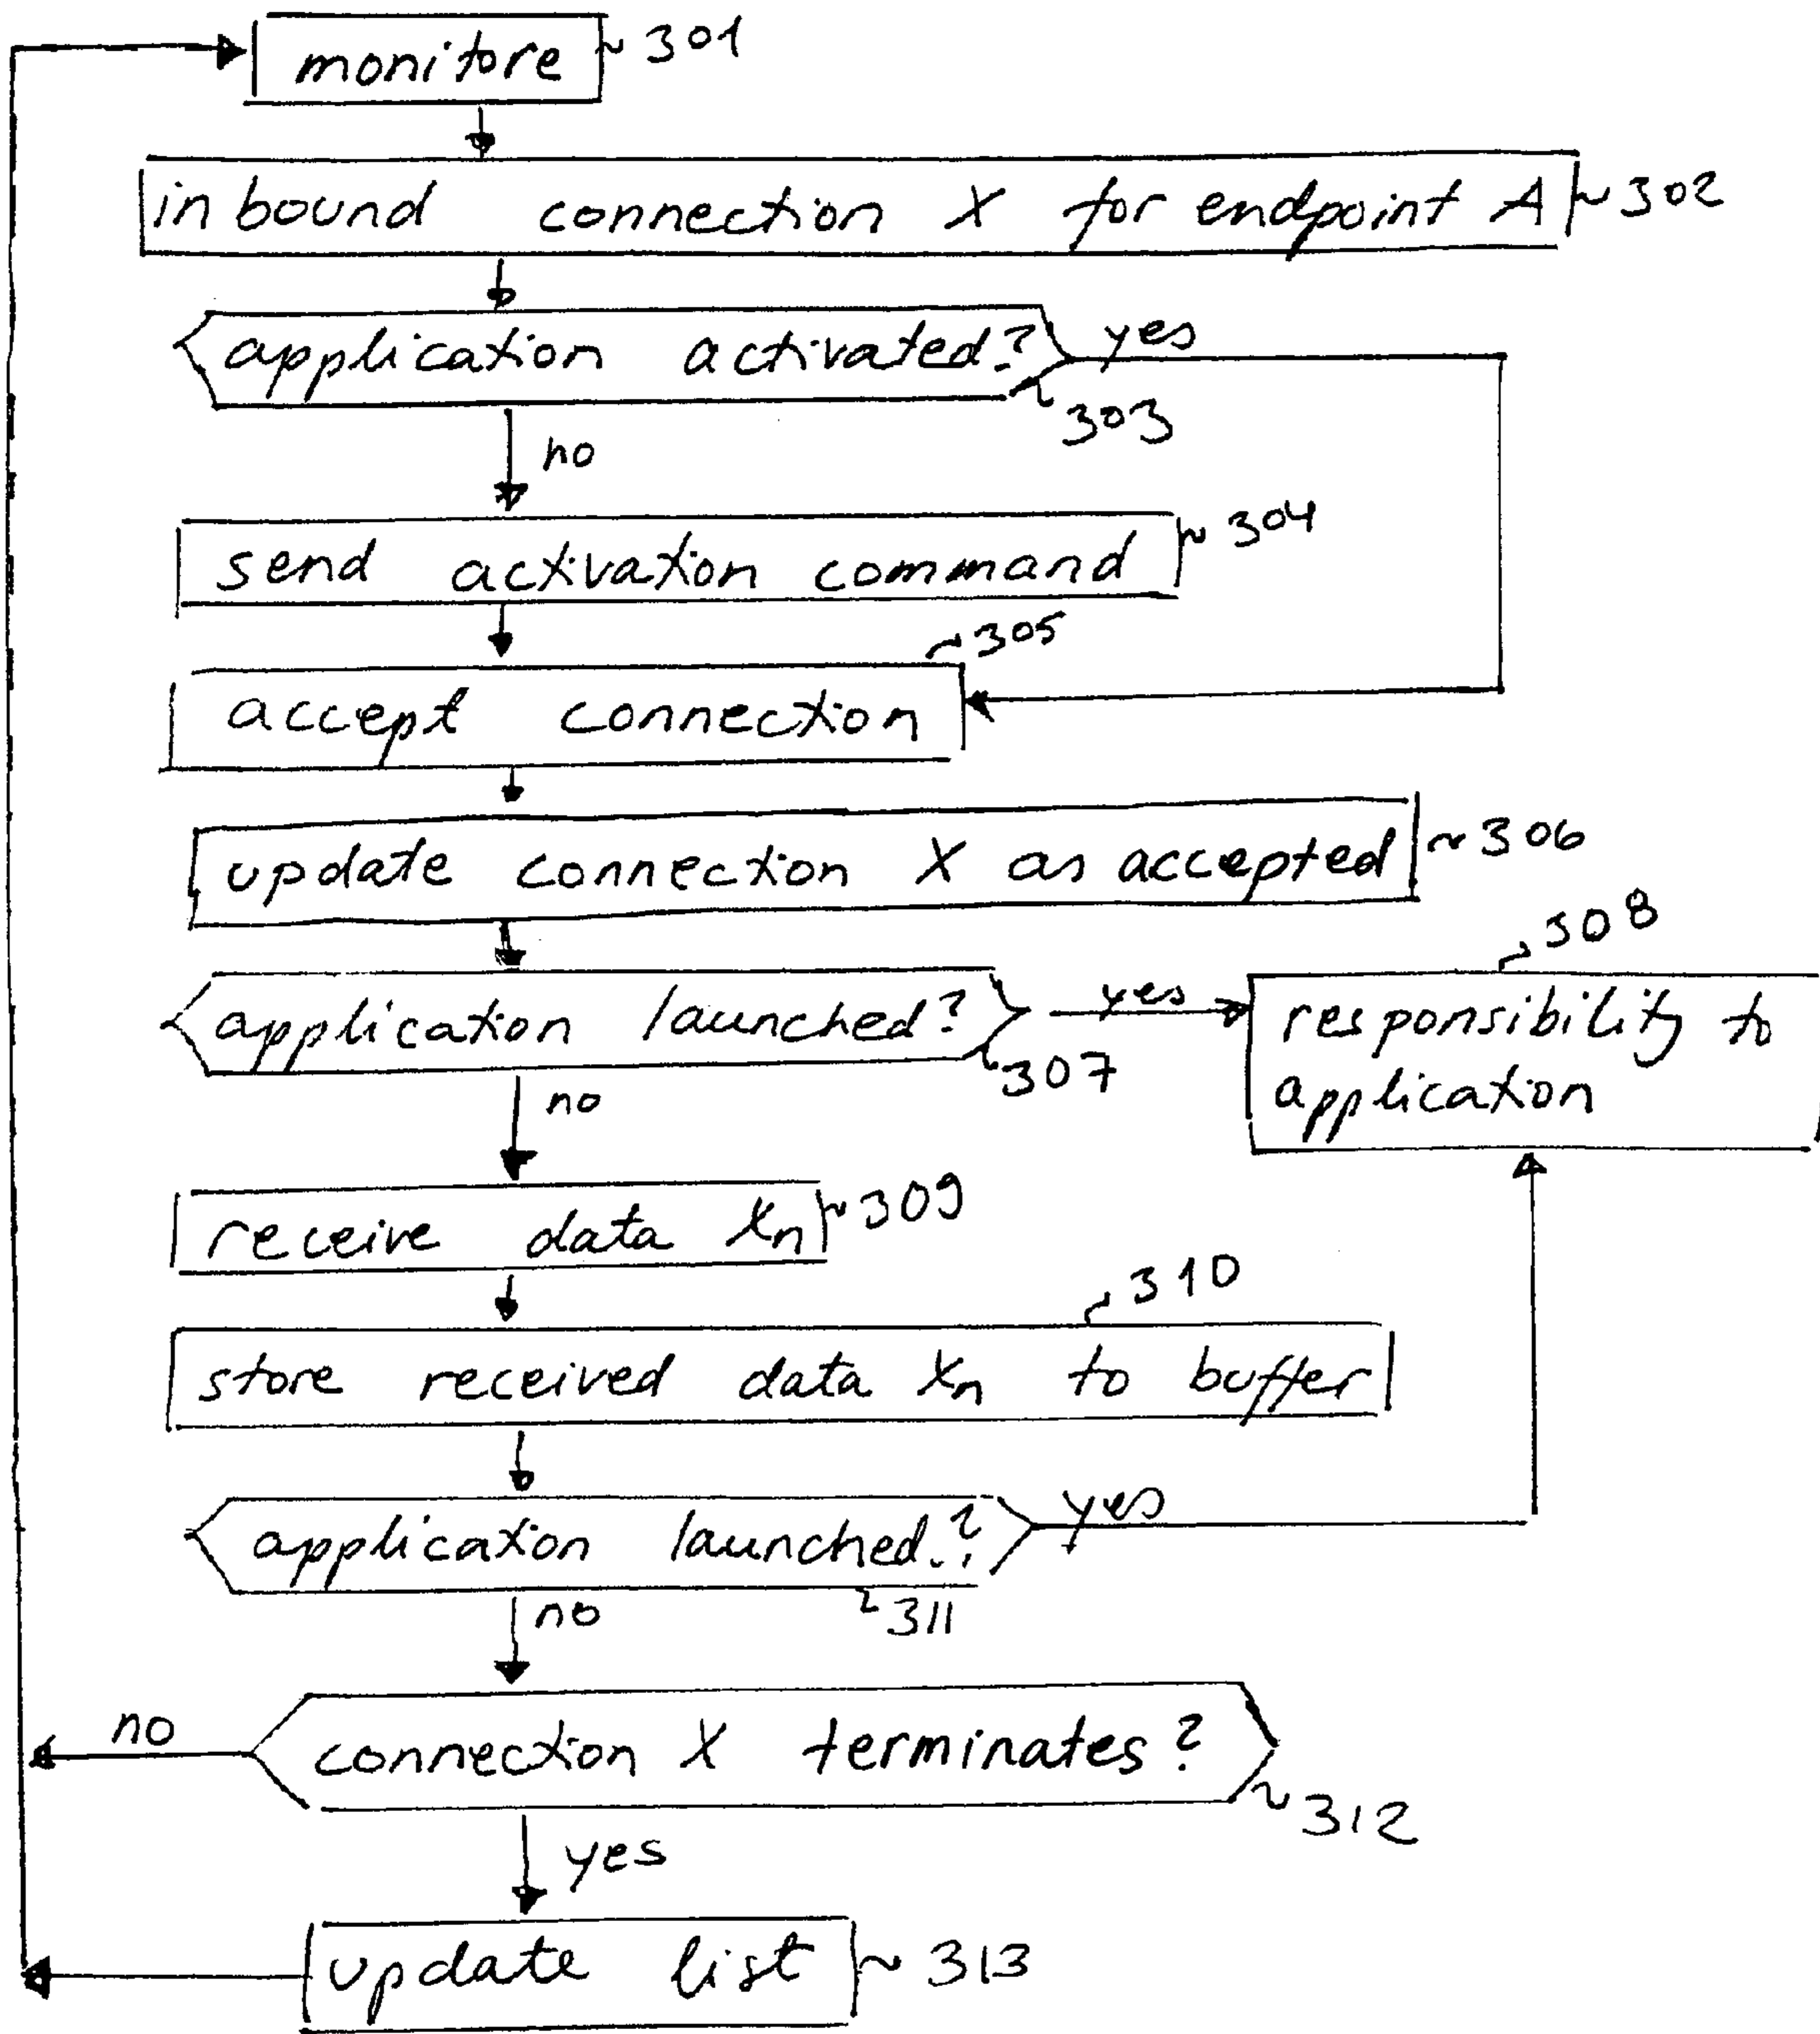 monitore ~ 301
in bound connection X for endpoint A ~ 302
application activated? yes
303
no
send activation command ~ 304
305
accept connection
update connection X as accepted ~ 306
308
application launched? yes responsibility to
307 application
no
receive data Xn ~ 309
310
store received data Xn to buffer
application launched? yes
311
no
no connection X terminates?
312
yes
update list ~ 313